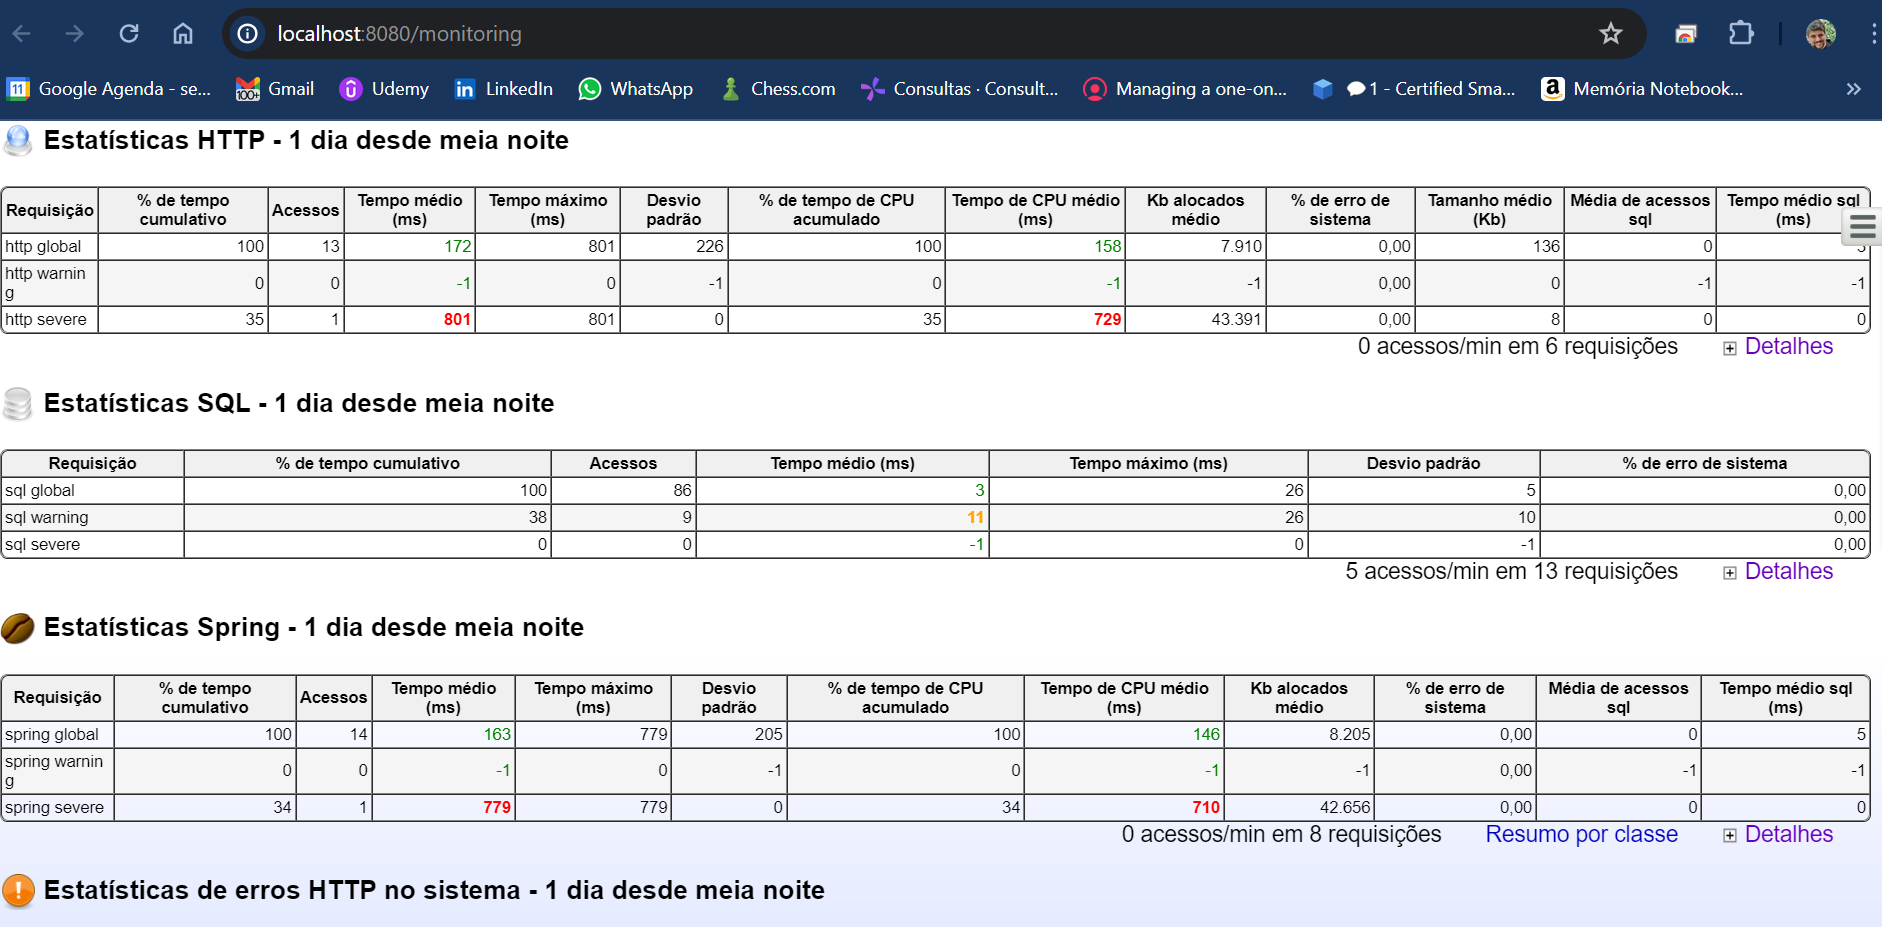 localhost:8080/monitoring
11 Google Agenda - se... 100+ Gmail Udemy in LinkedIn WhatsApp Chess.com Consultas · Consult... Managing a one-on-... 1 - Certified Sma... a Memória Notebook... »
Estatísticas HTTP - 1 dia desde meia noite
Requisição % de tempo cumulativo Acessos Tempo médio (ms) Tempo máximo (ms) Desvio padrão % de tempo de CPU acumulado Tempo de CPU médio (ms) Kb alocados médio % de erro de sistema Tamanho médio (Kb) Média de acessos sql Tempo médio sql (ms)
http global 100 13 172 801 226 100 158 7.910 0,00 136 0
http warning 0 0 -1 0 -1 0 -1 -1 0,00 0 -1 -1
http severe 35 1 801 801 0 35 729 43.391 0,00 8 0 0
0 acessos/min em 6 requisições Detalhes
Estatísticas SQL - 1 dia desde meia noite
Requisição % de tempo cumulativo Acessos Tempo médio (ms) Tempo máximo (ms) Desvio padrão % de erro de sistema
sql global 100 86 3 26 5 0,00
sql warning 38 9 11 26 10 0,00
sql severe 0 0 -1 0 -1 0,00
5 acessos/min em 13 requisições Detalhes
Estatísticas Spring - 1 dia desde meia noite
Requisição % de tempo cumulativo Acessos Tempo médio (ms) Tempo máximo (ms) Desvio padrão % de tempo de CPU acumulado Tempo de CPU médio (ms) Kb alocados médio % de erro de sistema Média de acessos sql Tempo médio sql (ms)
spring global 100 14 163 779 205 100 146 8.205 0,00 0 5
spring warning 0 0 -1 0 -1 0 -1 -1 0,00 -1 -1
spring severe 34 1 779 779 0 34 710 42.656 0,00 0 0
0 acessos/min em 8 requisições Resumo por classe Detalhes
Estatísticas de erros HTTP no sistema - 1 dia desde meia noite